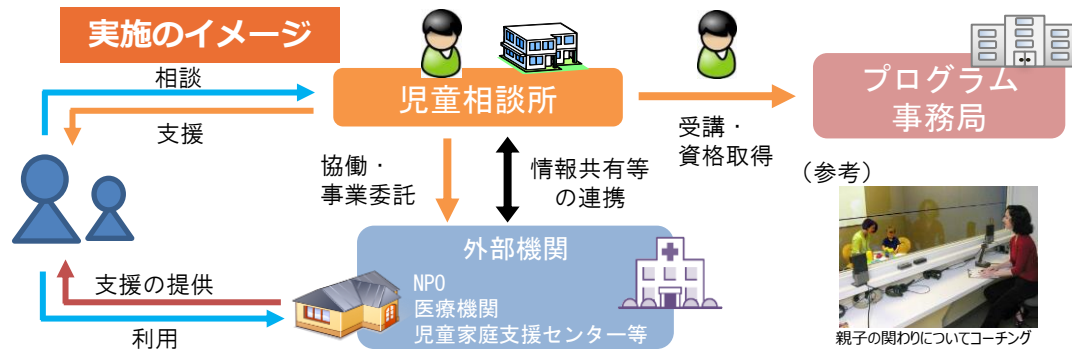 実施のイメージ
相談
支援
児童相談所
受講・
資格取得
プログラム
事務局
協働・
事業委託
情報共有等
の連携
(参考)
外部機関
NPO
医療機関
児童家庭支援センター等
支援の提供
利用
親子の関わりについてコーチング